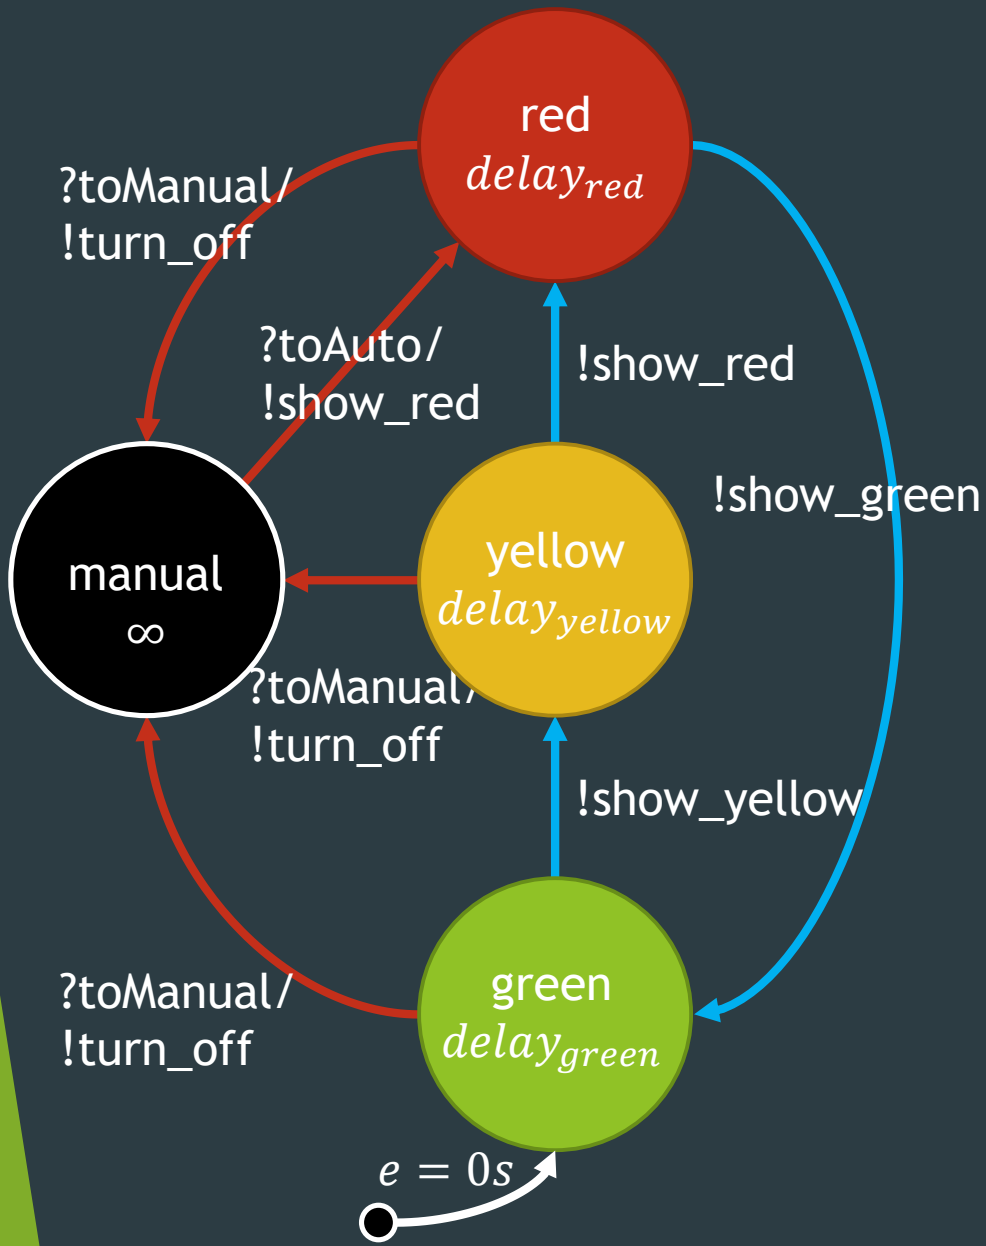 red
delay_red
?toManual/
!turn_off
?toAuto/
!show_red
!show_red
!show_green
manual
∞
yellow
delay_yellow
?toManual/
!turn_off
!show_yellow
green
delay_green
?toManual/
!turn_off
e = 0s